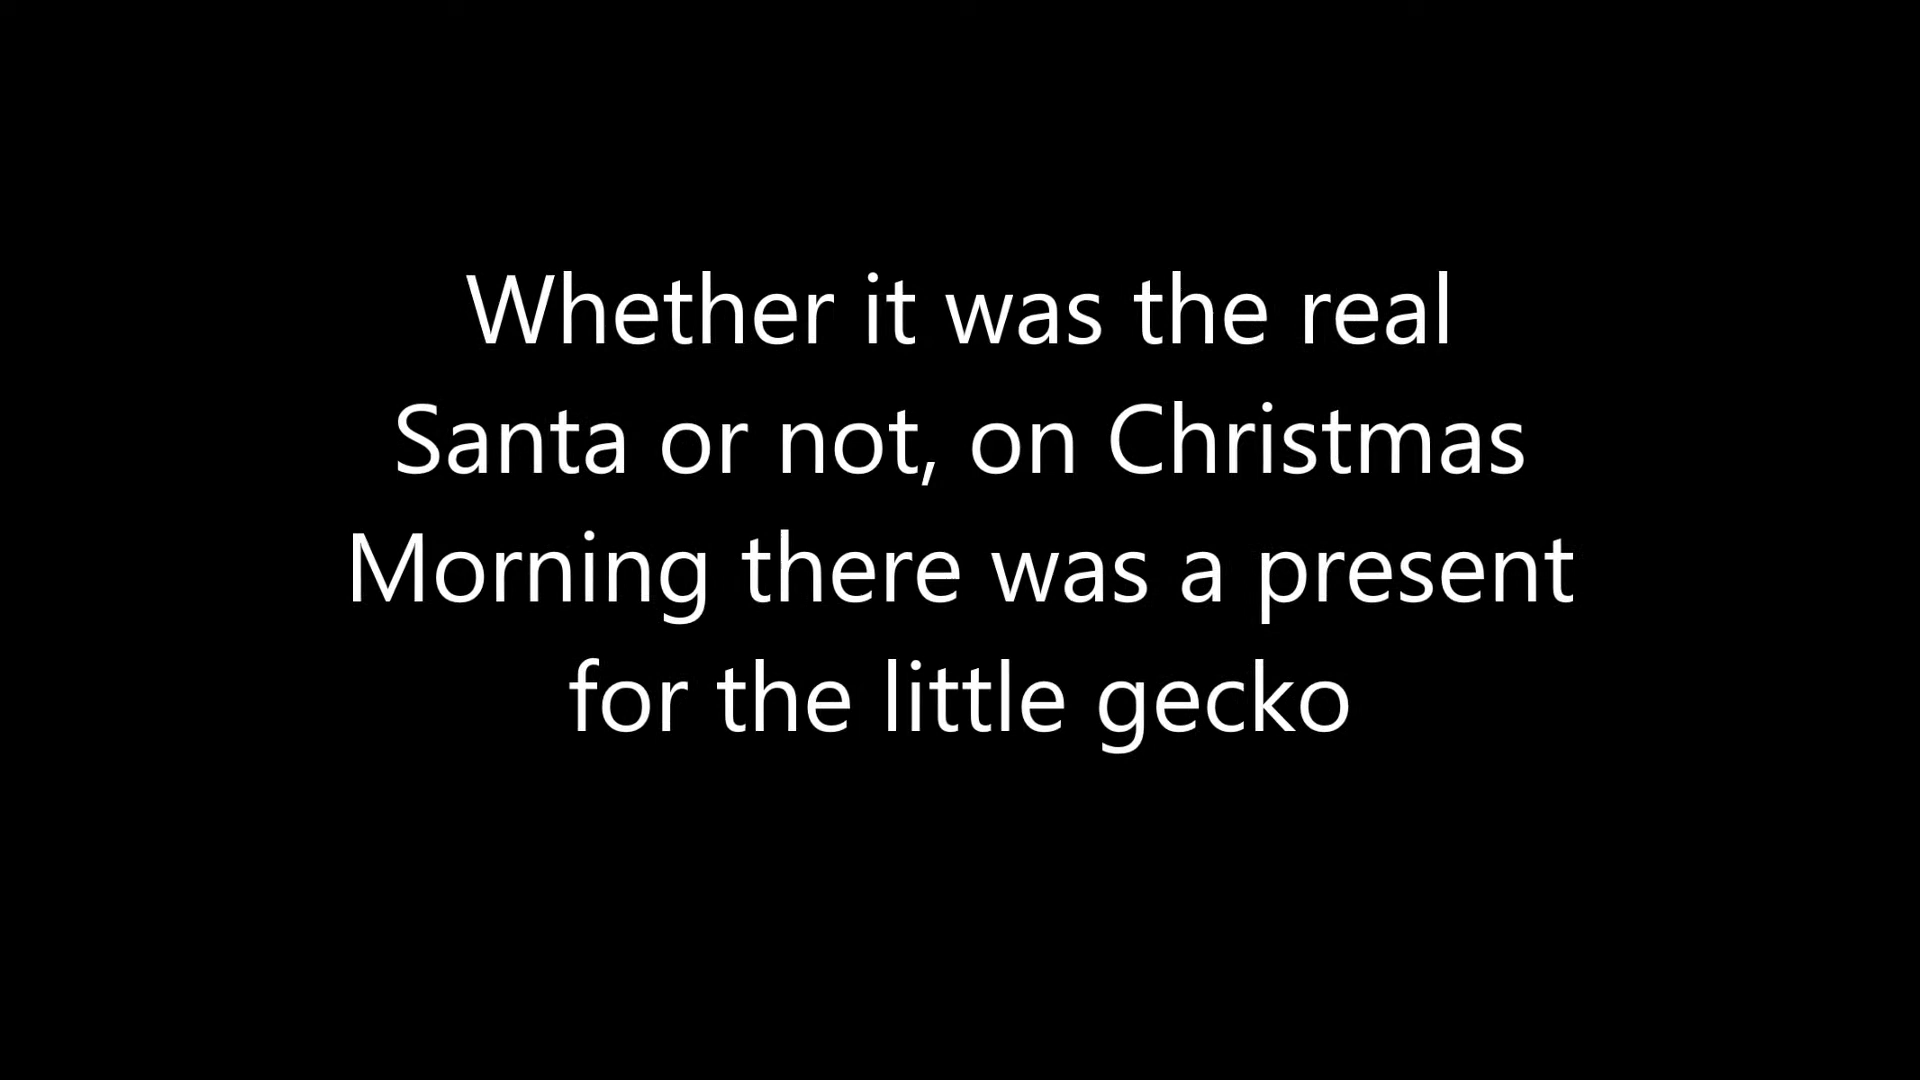 Whether it was the real
Santa or not, on Christmas
Morning there was a present
for the little gecko